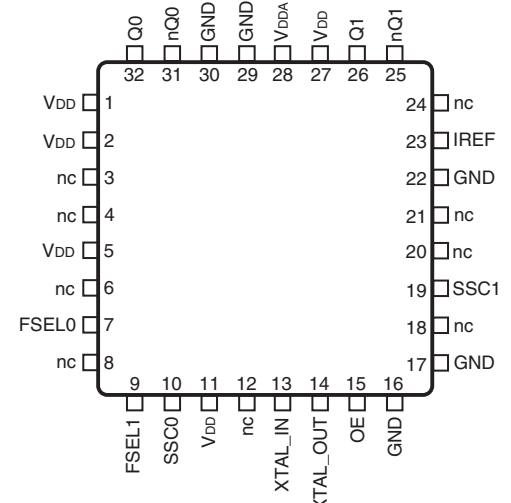 Q0 nQ0 GND GND VDDA VDD Q1 nQ1
32 31 30 29 28 27 26 25
VDD 1
VDD 2
nc 3
nc 4
VDD 5
nc 6
FSEL0 7
nc 8
24 nc
23 IREF
22 GND
21 nc
20 nc
19 SSC1
18 nc
17 GND
9 10 11 12 13 14 15 16
FSEL1 SSC0 VDD nc XTAL_IN XTAL_OUT OE GND